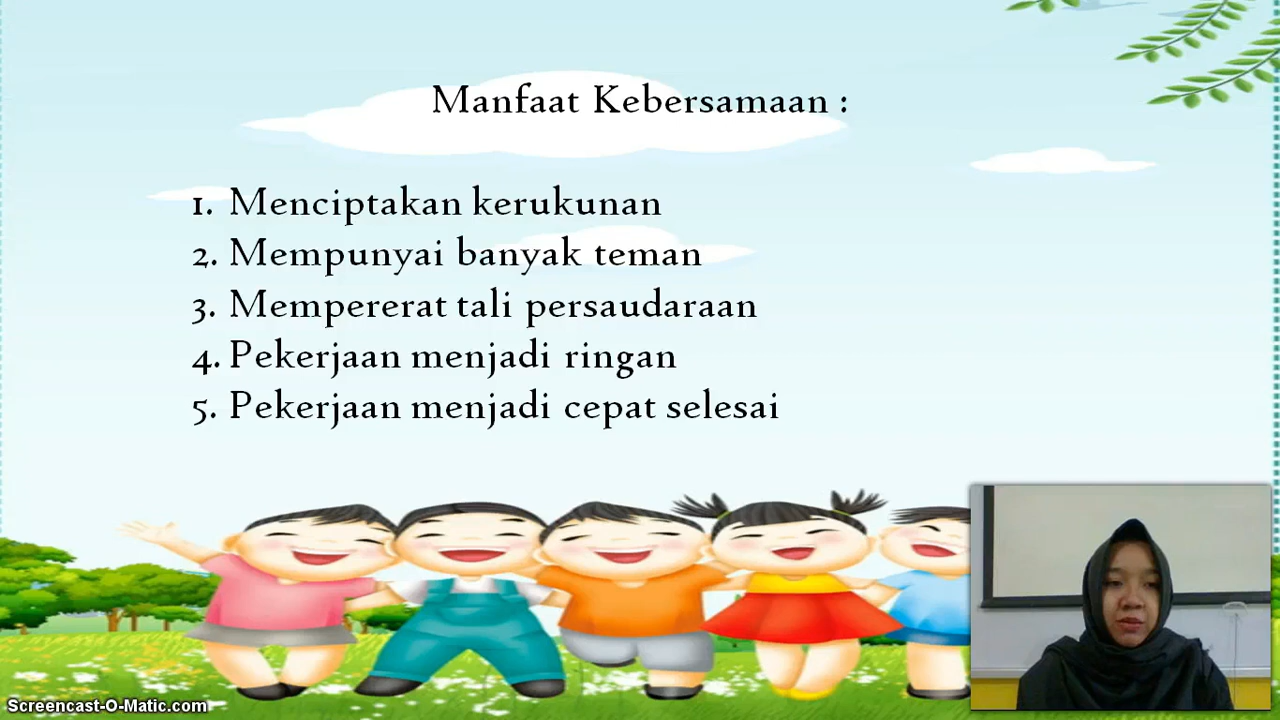 Manfaat Kebersamaan :
1. Menciptakan kerukunan
2. Mempunyai banyak teman
3. Mempererat tali persaudaraan
4. Pekerjaan menjadi ringan
5. Pekerjaan menjadi cepat selesai
Screencast-O-Matic.com